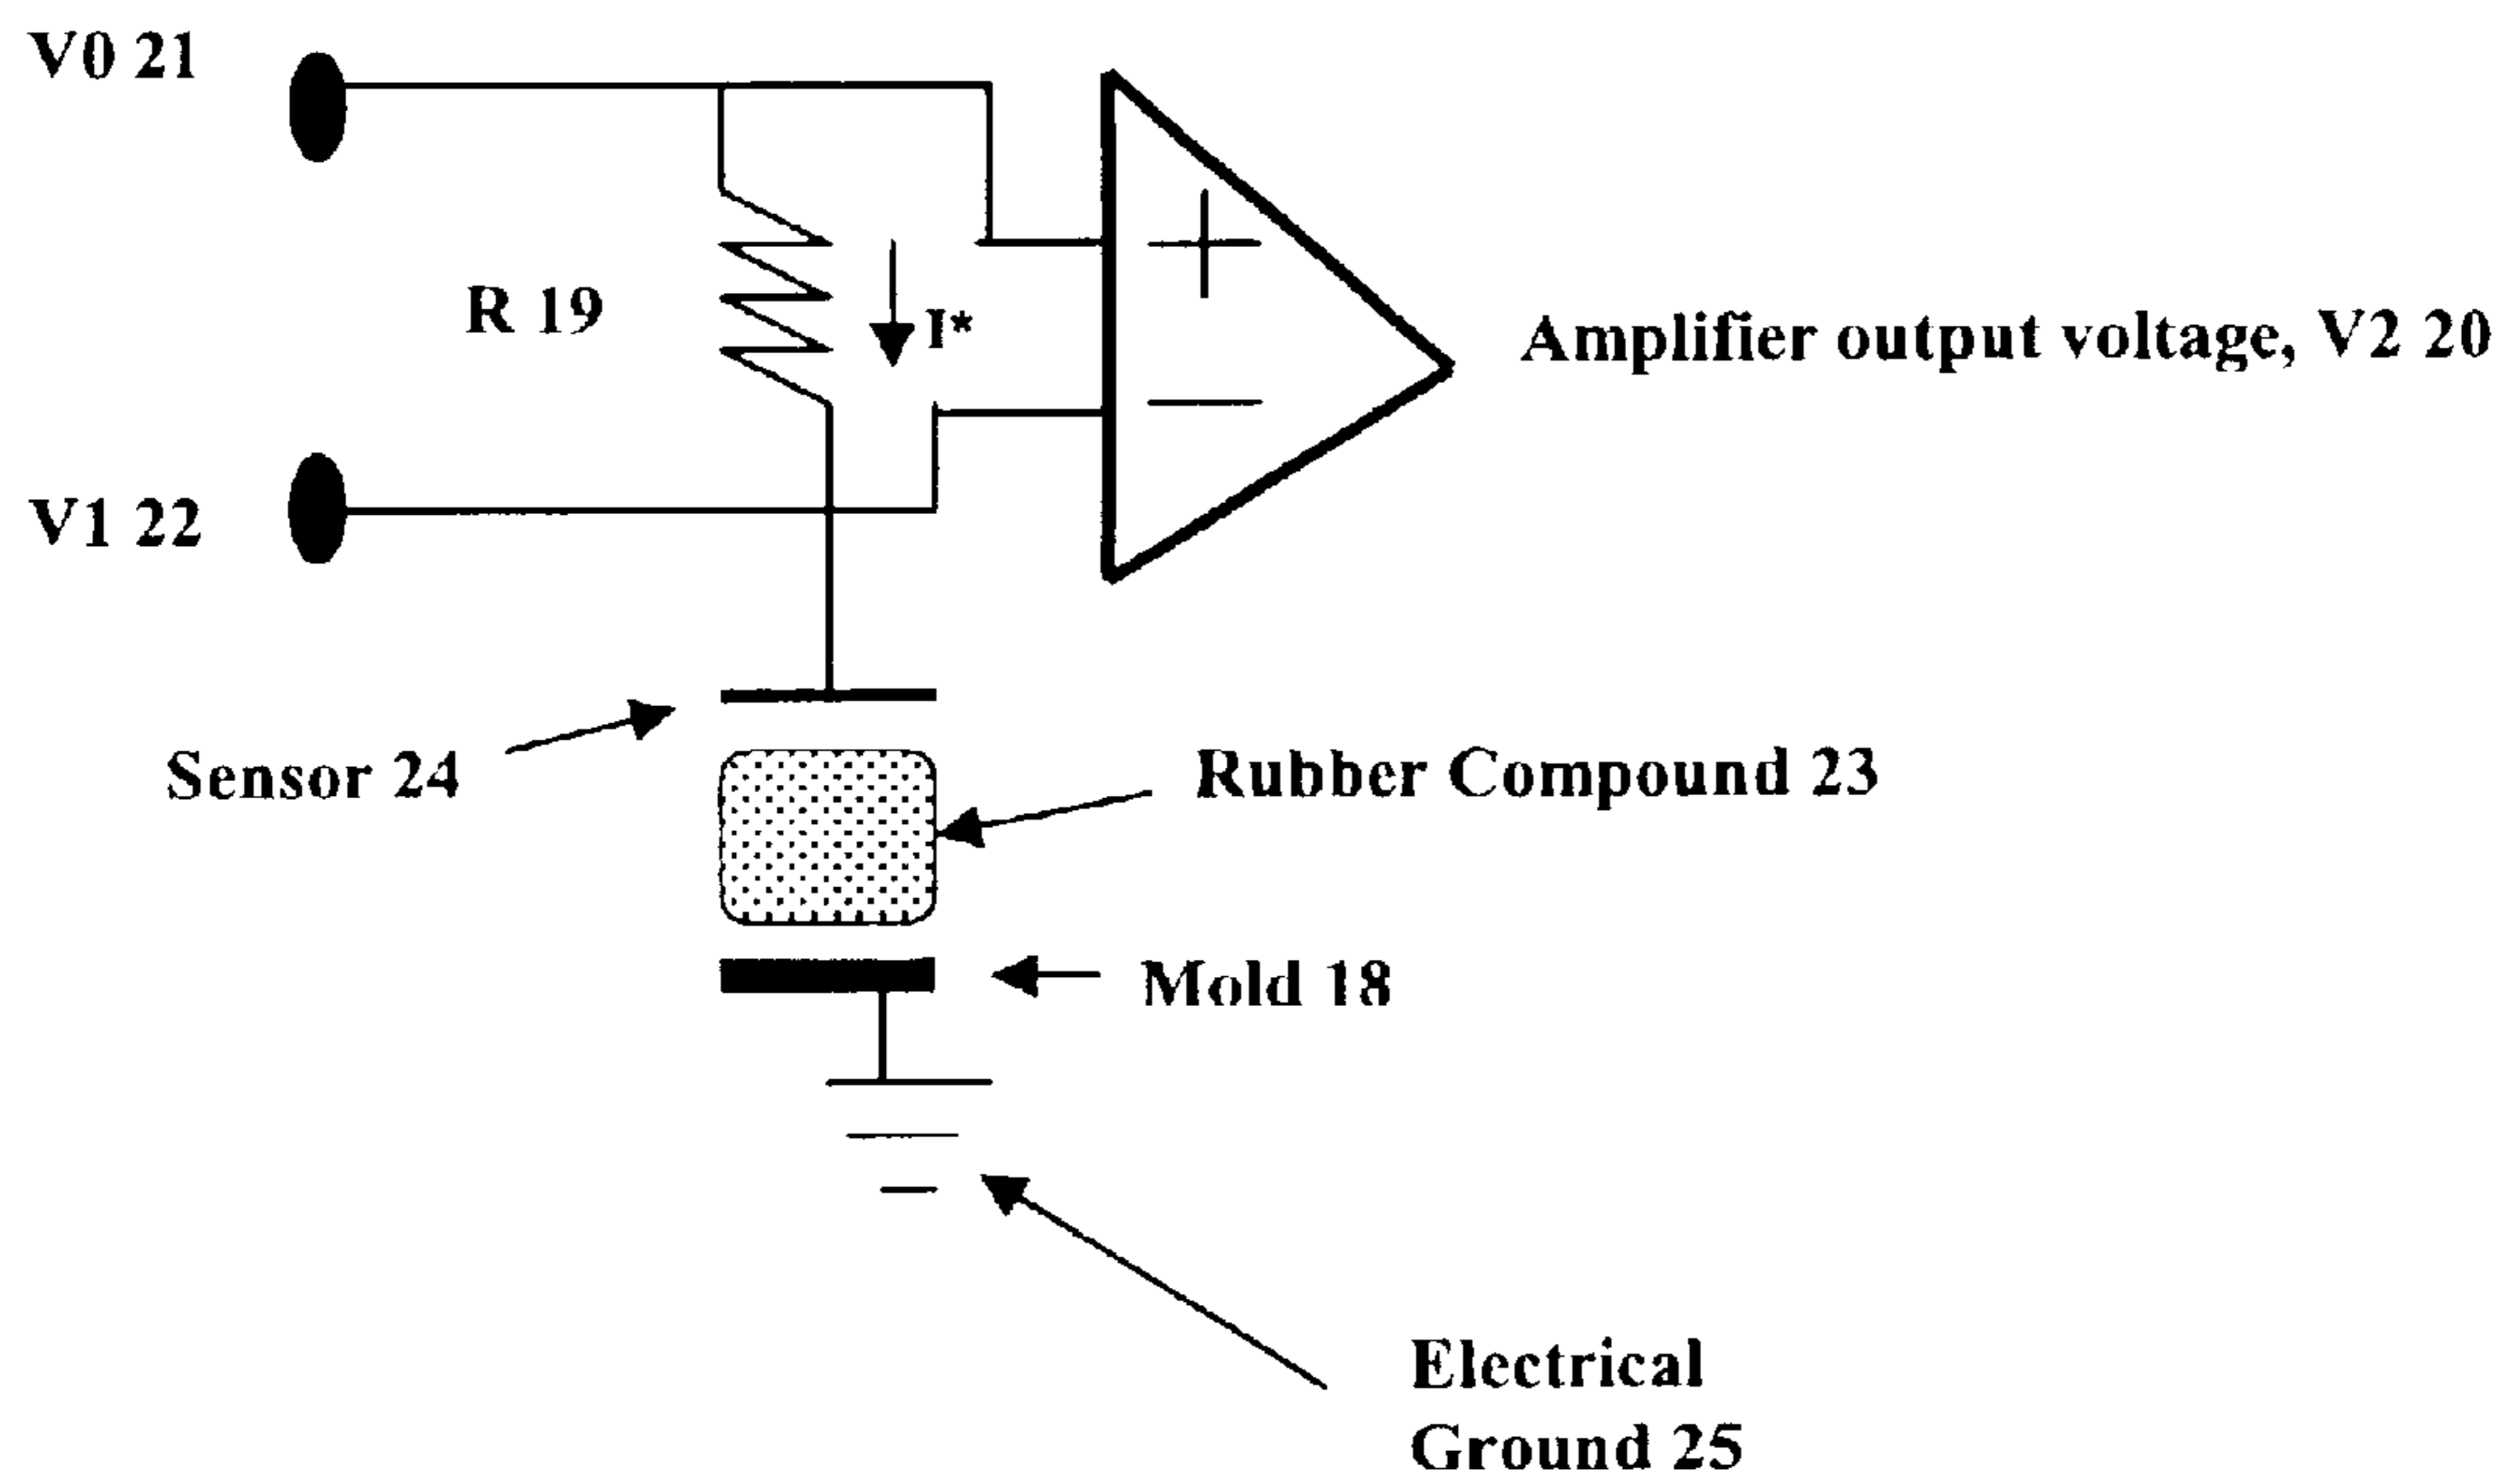 V0 21
R 19
I*
+
Amplifier output voltage, V2 20
−
V1 22
Sensor 24
Rubber Compound 23
Mold 18
Electrical
Ground 25